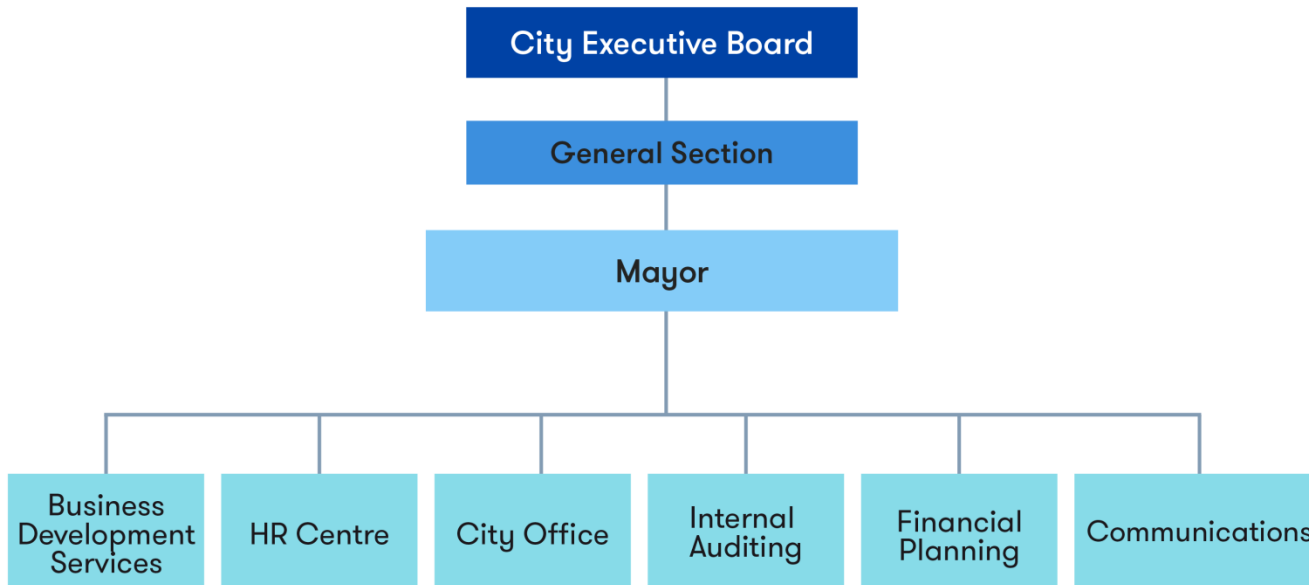 City Executive Board
General Section
Mayor
Business
Development
Services
HR Centre
City Office
Internal
Auditing
Financial
Planning
Communications